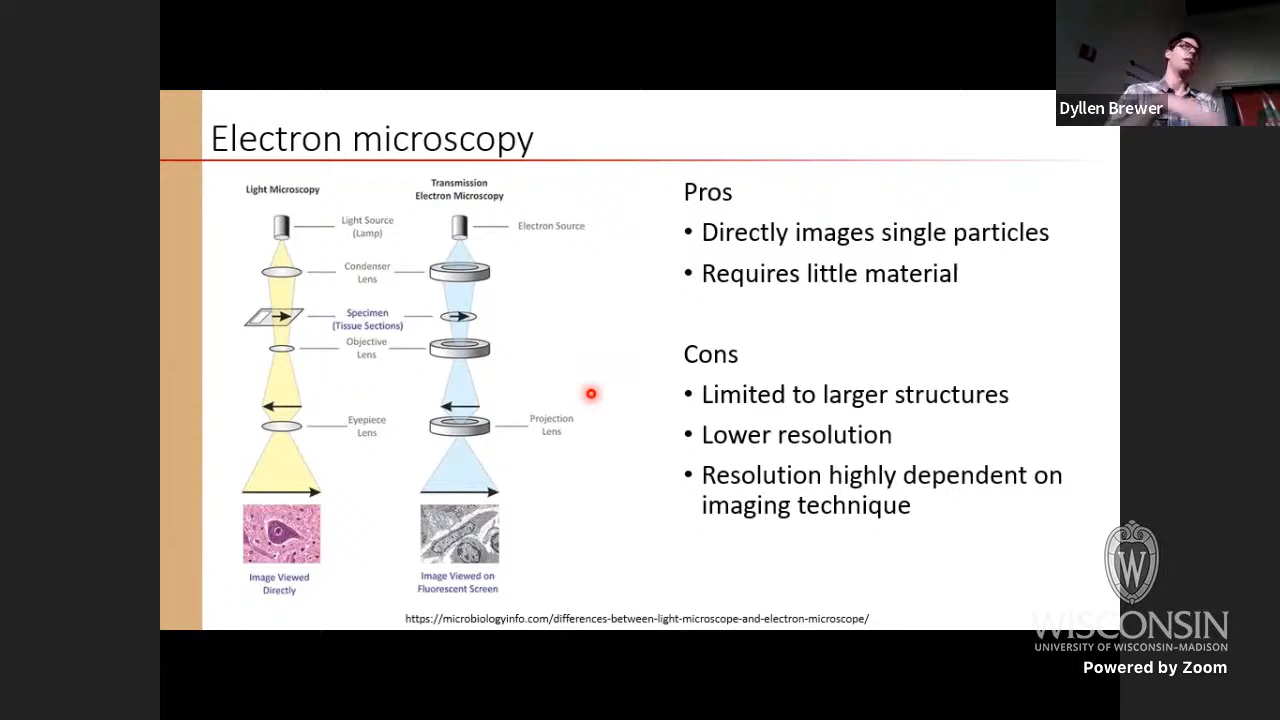 Dyllen Brewer
Electron microscopy
Light Microscopy
Transmission
Electron Microscopy
Light Source
(Lamp)
Electron Source
Condenser
Lens
Specimen
(Tissue Sections)
Objective
Lens
Eyepiece
Lens
Projection
Lens
Image Viewed
Directly
Image Viewed on
Fluorescent Screen
Pros
• Directly images single particles
• Requires little material
Cons
• Limited to larger structures
• Lower resolution
• Resolution highly dependent on
imaging technique
https://microbiologyinfo.com/differences-between-light-microscope-and-electron-microscope/
W
WISCONSIN
UNIVERSITY OF WISCONSIN–MADISON
Powered by Zoom